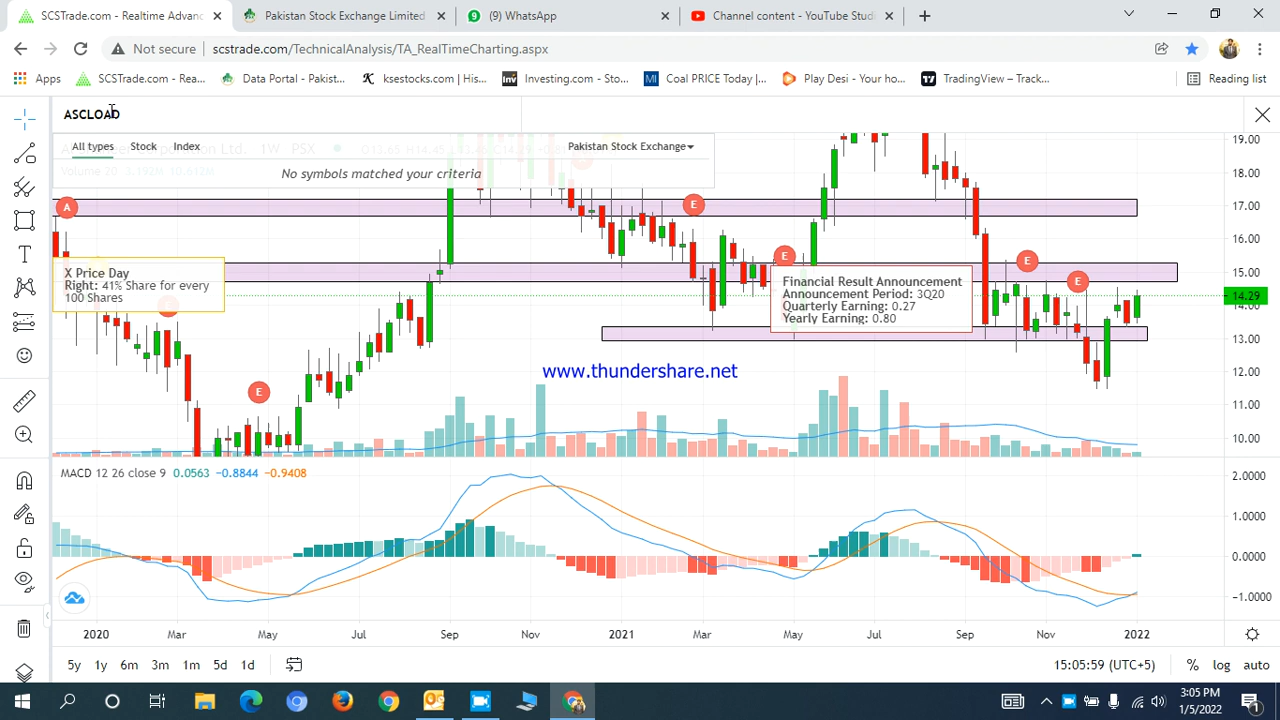 SCSTrade.com - Realtime Advanc
Pakistan Stock Exchange Limited
(9) WhatsApp
Channel content - YouTube Studi
Not secure
scstrade.com/TechnicalAnalysis/TA_RealTimeCharting.aspx
Apps
SCSTrade.com - Rea...
Data Portal - Pakist...
ksestocks.com | His...
Investing.com - Sto...
Coal PRICE Today |...
Play Desi - Your ho...
TradingView – Track...
Reading list
ASCLOAD
All types Stock Index Pakistan Stock Exchange
No symbols matched your criteria
19.00
18.00
17.00
16.00
15.00
14.29
13.00
12.00
11.00
10.00
A
E
E
E
E
E
X Price Day
Right: 41% Share for every
100 Shares
Financial Result Announcement
Announcement Period: 3Q20
Quarterly Earning: 0.27
Yearly Earning: 0.80
www.thundershare.net
MACD 12 26 close 9 0.0563 −0.8844 −0.9408
2.0000
1.0000
0.0000
−1.0000
2020 Mar May Jul Sep Nov 2021 Mar May Jul Sep Nov 2022
5y 1y 6m 3m 1m 5d 1d
15:05:59 (UTC+5) % log auto
3:05 PM
1/5/2022